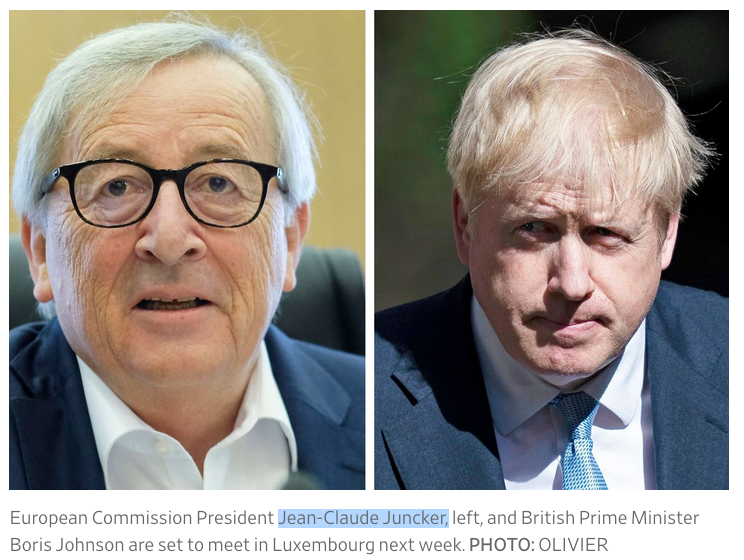 European Commission President Jean-Claude Juncker, left, and British Prime Minister
Boris Johnson are set to meet in Luxembourg next week. PHOTO: OLIVIER